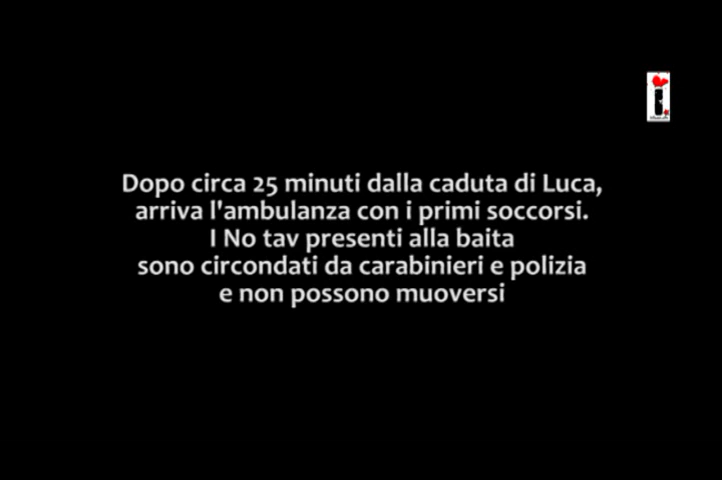 Dopo circa 25 minuti dalla caduta di Luca,
arriva l'ambulanza con i primi soccorsi.
I No tav presenti alla baita
sono circondati da carabinieri e polizia
e non possono muoversi